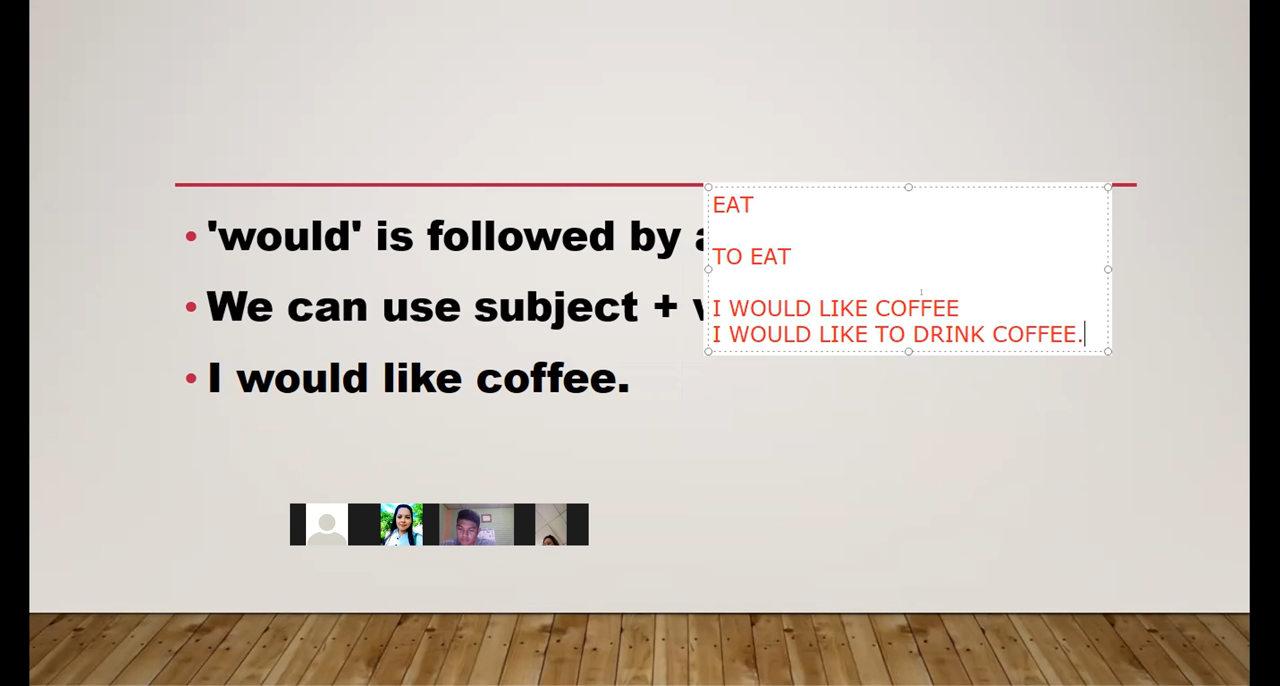 • 'would' is followed by
• We can use subject +
• I would like coffee.
EAT
TO EAT
I WOULD LIKE COFFEE
I WOULD LIKE TO DRINK COFFEE.